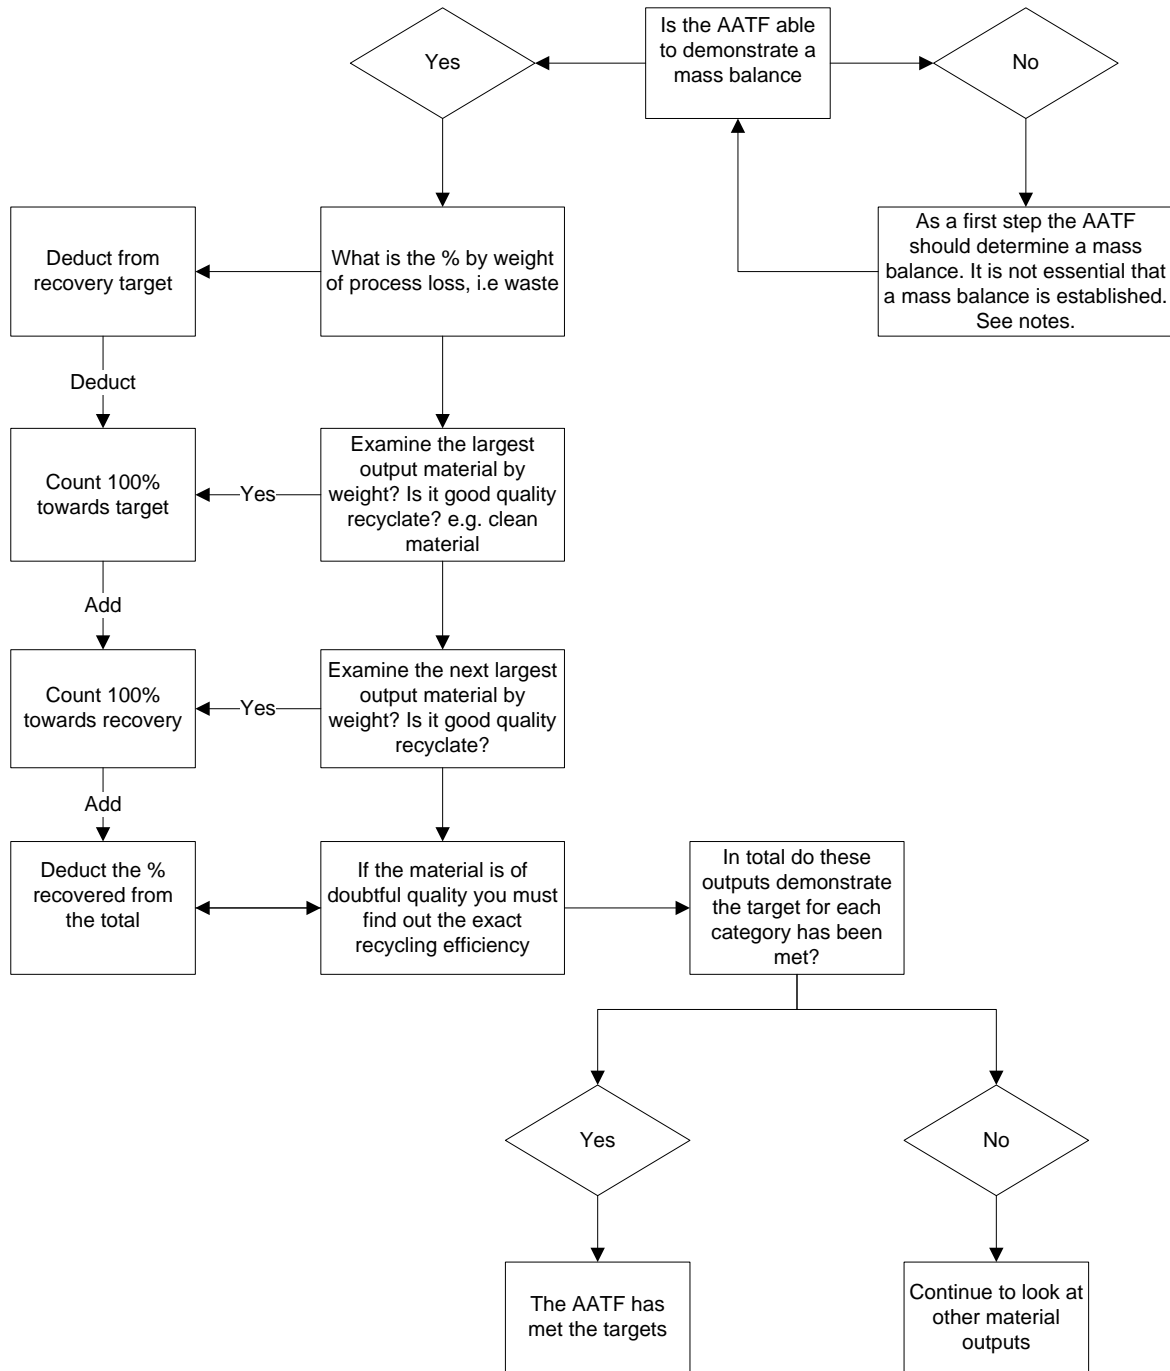 Is the AATF able
to demonstrate a
mass balance
Yes
No
Deduct from
recovery target
What is the % by weight
of process loss, i.e waste
As a first step the AATF
should determine a mass
balance. It is not essential that
a mass balance is established.
See notes.
Deduct
Count 100%
towards target
Yes
Examine the largest
output material by
weight? Is it good quality
recyclate? e.g. clean
material
Add
Count 100%
towards recovery
Yes
Examine the next largest
output material by
weight? Is it good quality
recyclate?
Add
Deduct the %
recovered from
the total
If the material is of
doubtful quality you must
find out the exact
recycling efficiency
In total do these
outputs demonstrate
the target for each
category has been
met?
Yes
No
The AATF has
met the targets
Continue to look at
other material
outputs